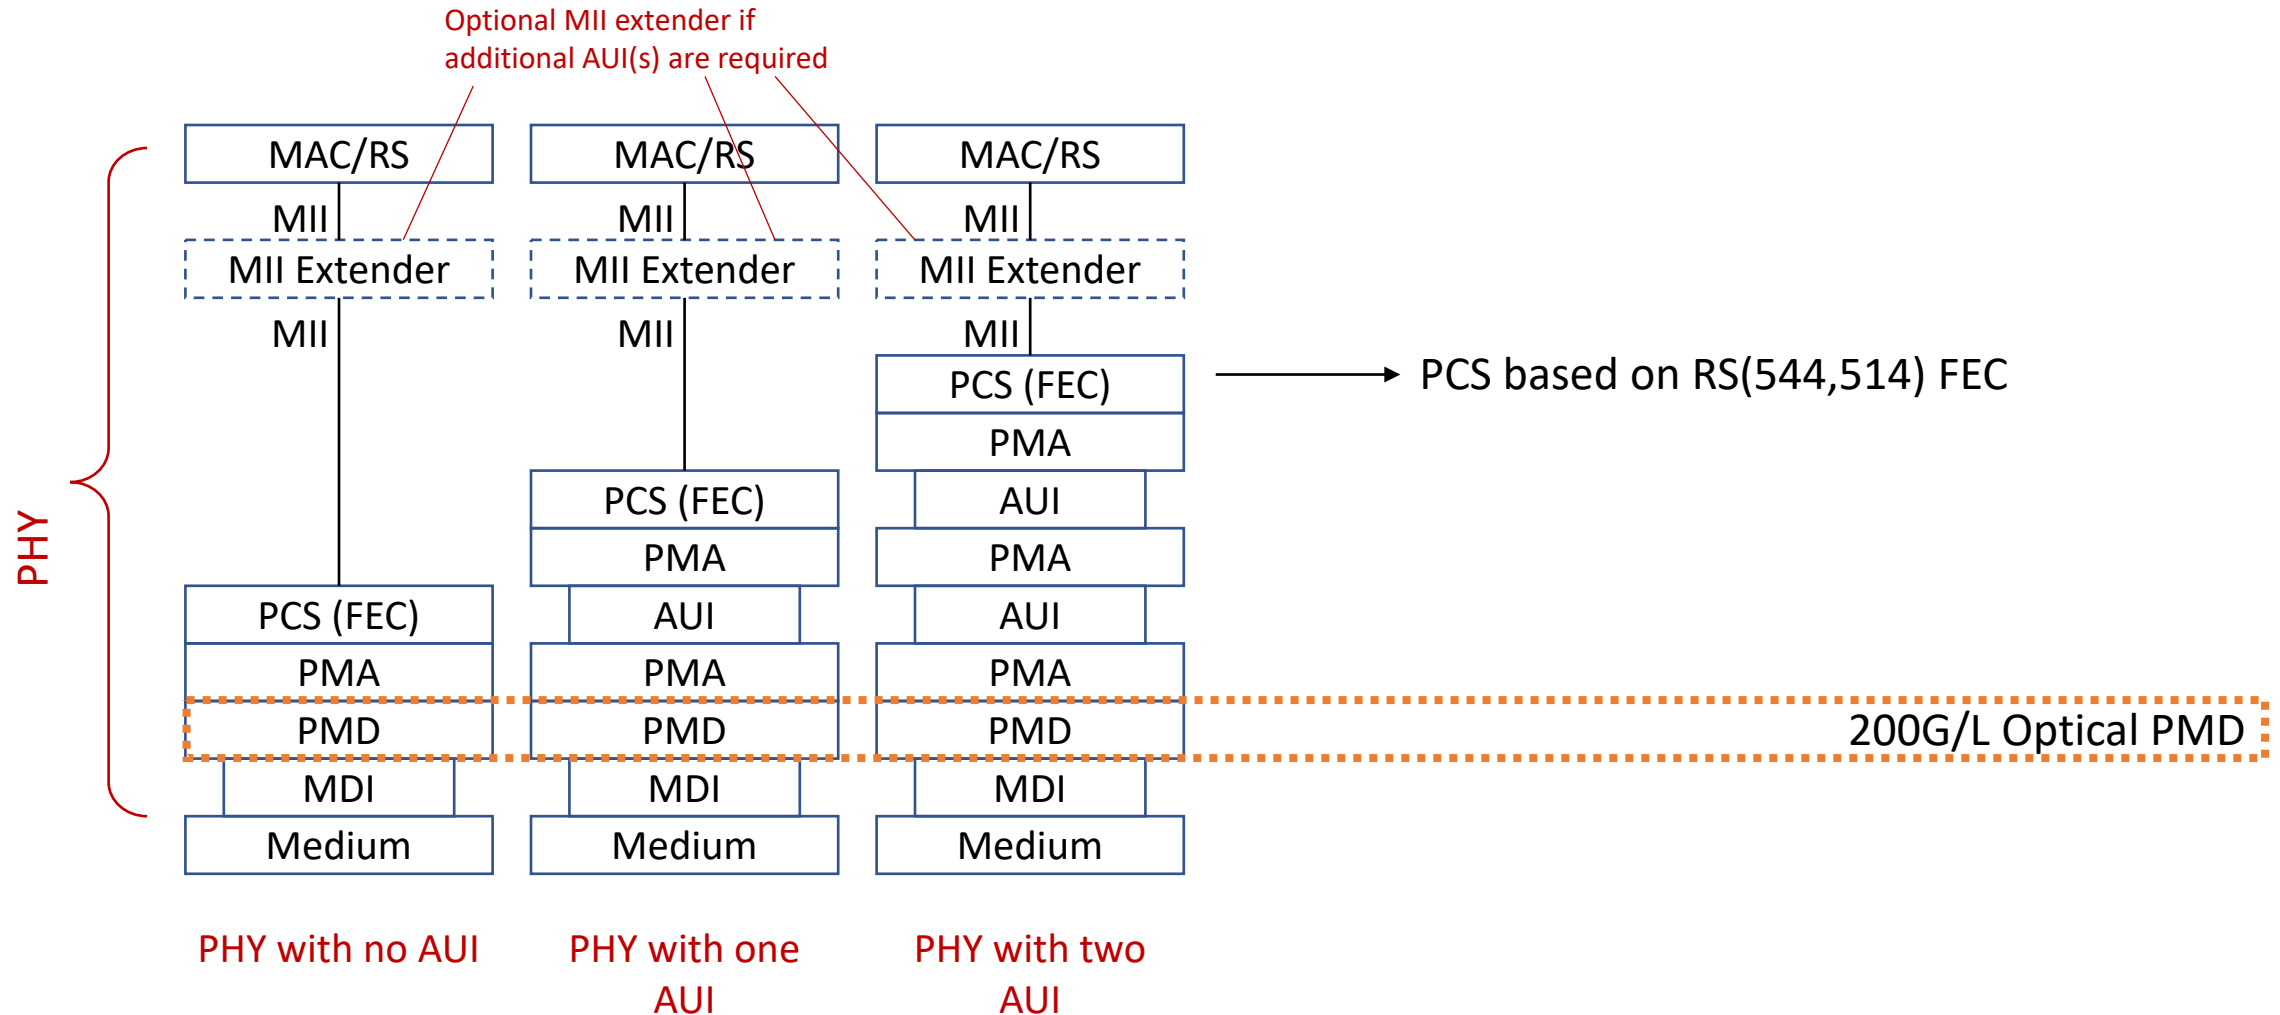 Optional MII extender if
additional AUI(s) are required
MAC/RS
MAC/RS
MAC/RS
MII
MII
MII
MII Extender
MII Extender
MII Extender
MII
MII
MII
PCS (FEC)
PCS based on RS(544,514) FEC
PMA
PCS (FEC)
AUI
PHY
PMA
PMA
PCS (FEC)
AUI
AUI
PMA
PMA
PMA
PMD
PMD
PMD
200G/L Optical PMD
MDI
MDI
MDI
Medium
Medium
Medium
PHY with no AUI
PHY with one
AUI
PHY with two
AUI